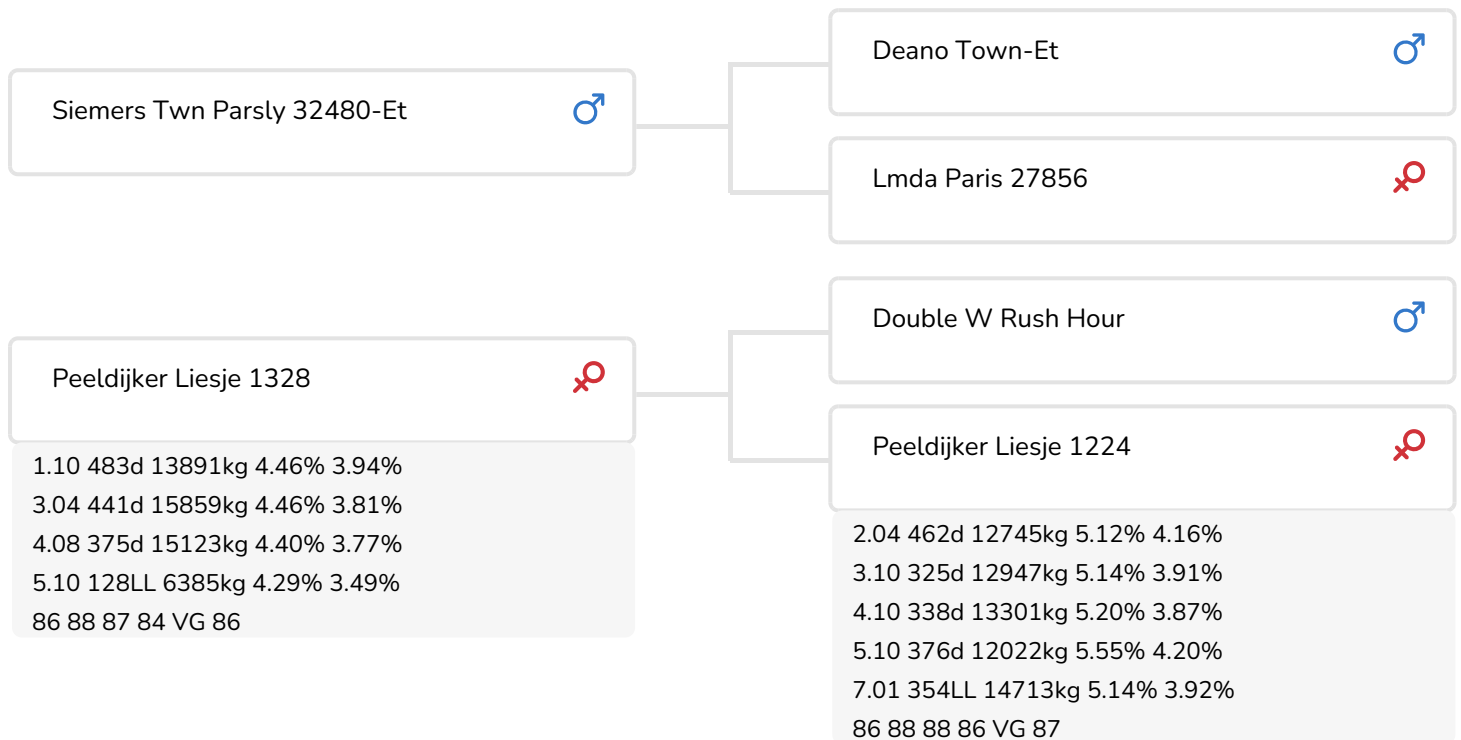 Siemers Twn Parsly 32480-Et
Deano Town-Et
Lmda Paris 27856
Peeldijker Liesje 1328
1.10 483d 13891kg 4.46% 3.94%
3.04 441d 15859kg 4.46% 3.81%
4.08 375d 15123kg 4.40% 3.77%
5.10 128LL 6385kg 4.29% 3.49%
86 88 87 84 VG 86
Double W Rush Hour
Peeldijker Liesje 1224
2.04 462d 12745kg 5.12% 4.16%
3.10 325d 12947kg 5.14% 3.91%
4.10 338d 13301kg 5.20% 3.87%
5.10 376d 12022kg 5.55% 4.20%
7.01 354LL 14713kg 5.14% 3.92%
86 88 88 86 VG 87